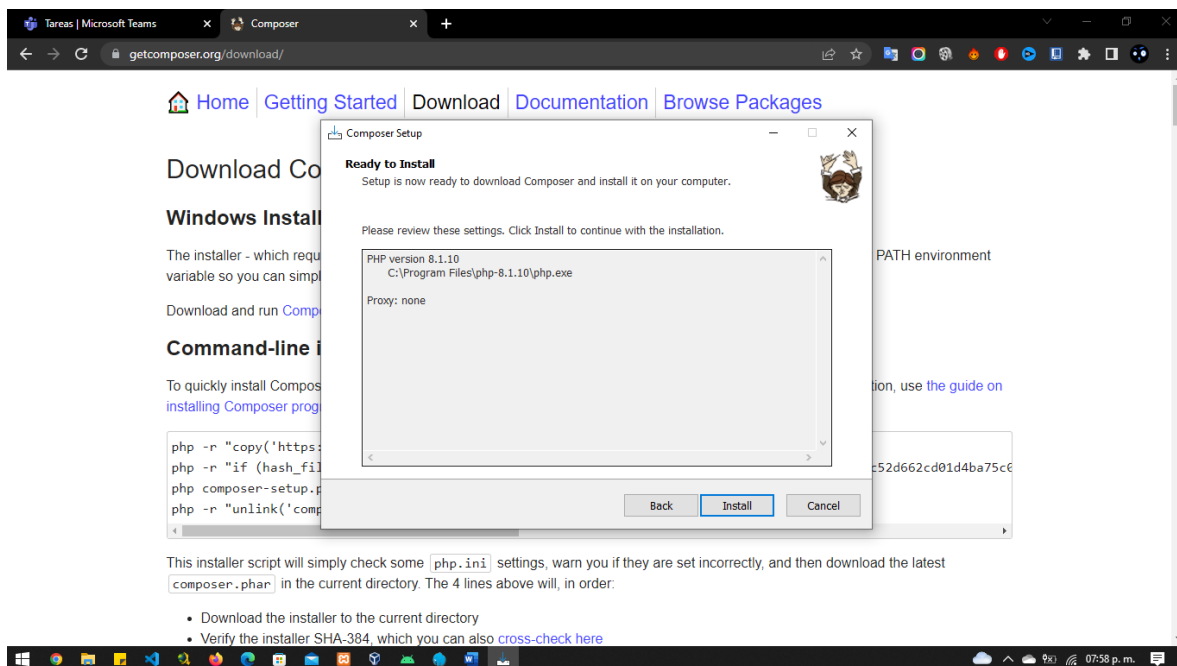 Tareas | Microsoft Teams
Composer
getcomposer.org/download/
Home Getting Started Download Documentation Browse Packages
Composer Setup
Ready to Install
Setup is now ready to download Composer and install it on your computer.
Please review these settings. Click Install to continue with the installation.
PHP version 8.1.10
C:\Program Files\php-8.1.10\php.exe
Proxy: none
Back Install Cancel
Download Co
Windows Install
The installer - which requ PATH environment
variable so you can simpl
Download and run Comp
Command-line i
To quickly install Compos tion, use the guide on
installing Composer prog
php -r "copy('https:
php -r "if (hash_fil c52d662cd01d4ba75c
php composer-setup.p
php -r "unlink('comp
This installer script will simply check some php.ini settings, warn you if they are set incorrectly, and then download the latest
composer.phar in the current directory. The 4 lines above will, in order:
Download the installer to the current directory
Verify the installer SHA-384, which you can also cross-check here
07:58 p. m.